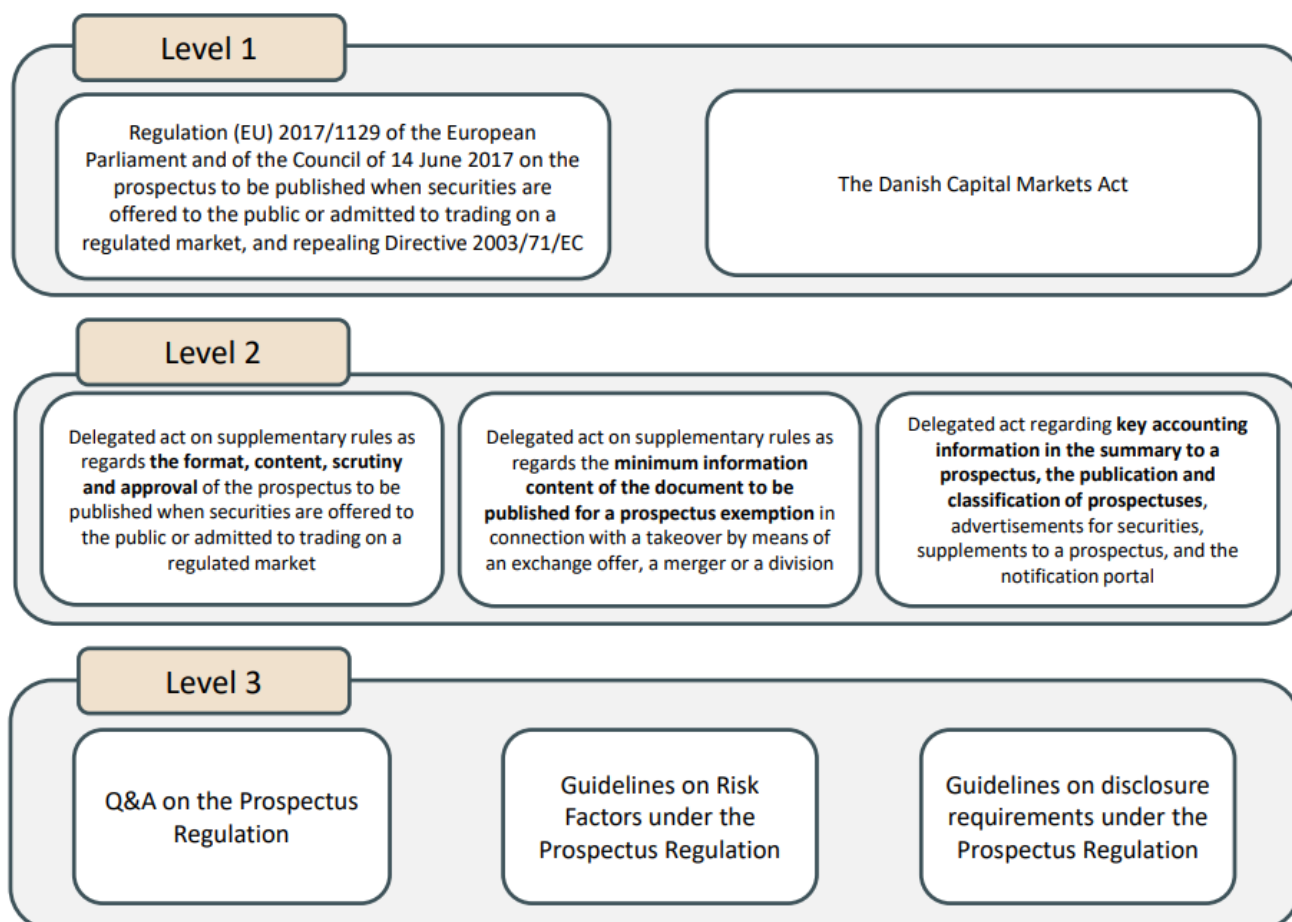 Level 1
Regulation (EU) 2017/1129 of the European
Parliament and of the Council of 14 June 2017 on the
prospectus to be published when securities are
offered to the public or admitted to trading on a
regulated market, and repealing Directive 2003/71/EC
The Danish Capital Markets Act
Level 2
Delegated act on supplementary rules as
regards the format, content, scrutiny
and approval of the prospectus to be
published when securities are offered to
the public or admitted to trading on a
regulated market
Delegated act on supplementary rules as
regards the minimum information
content of the document to be
published for a prospectus exemption in
connection with a takeover by means of
an exchange offer, a merger or a division
Delegated act regarding key accounting
information in the summary to a
prospectus, the publication and
classification of prospectuses,
advertisements for securities,
supplements to a prospectus, and the
notification portal
Level 3
Q&A on the Prospectus
Regulation
Guidelines on Risk
Factors under the
Prospectus Regulation
Guidelines on disclosure
requirements under the
Prospectus Regulation